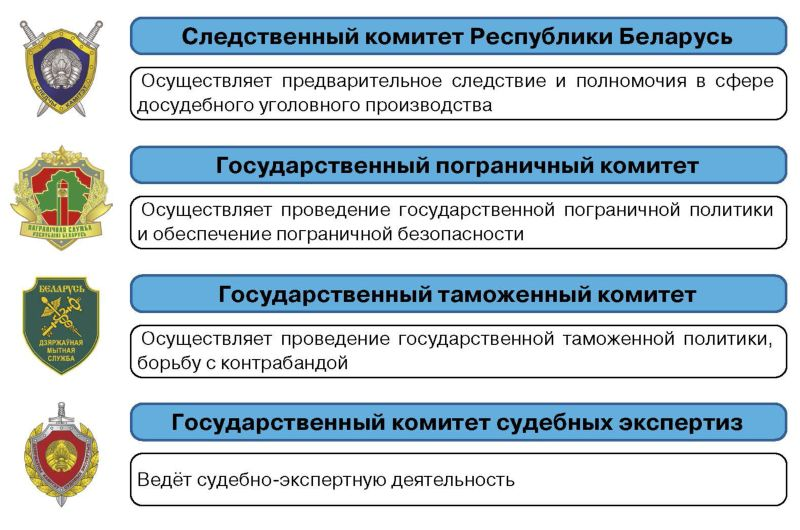 Следственный комитет Республики Беларусь
Осуществляет предварительное следствие и полномочия в сфере
досудебного уголовного производства
Государственный пограничный комитет
ПАГРАНІЧНАЯ СЛУЖБА
РЭСПУБЛІКІ БЕЛАРУСЬ
Осуществляет проведение государственной пограничной политики
и обеспечение пограничной безопасности
БЕЛАРУСЬ
ДЗЯРЖАЎНАЯ
МЫТНАЯ
СЛУЖБА
Государственный таможенный комитет
Осуществляет проведение государственной таможенной политики,
борьбу с контрабандой
Государственный комитет судебных экспертиз
Ведёт судебно-экспертную деятельность